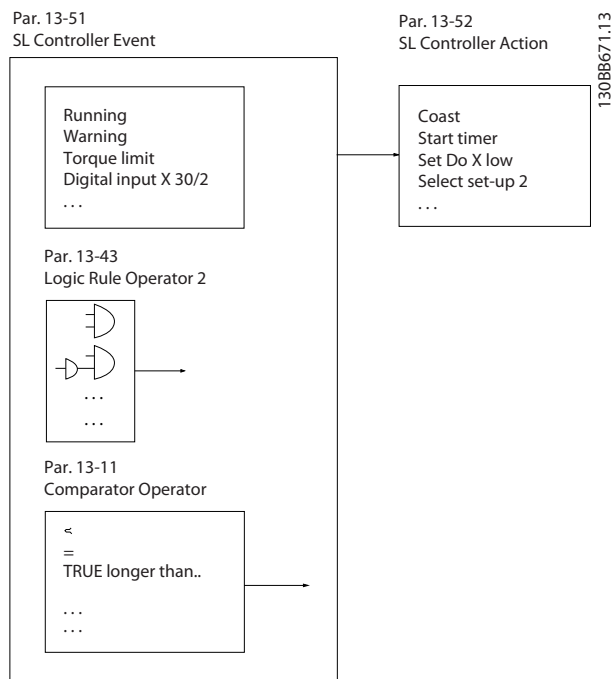 Par. 13-51
SL Controller Event
Par. 13-52
SL Controller Action
130BB671.13
Running
Warning
Torque limit
Digital input X 30/2
. . .
Coast
Start timer
Set Do X low
Select set-up 2
. . .
Par. 13-43
Logic Rule Operator 2
. . .
. . .
Par. 13-11
Comparator Operator
<
=
TRUE longer than..
. . .
. . .